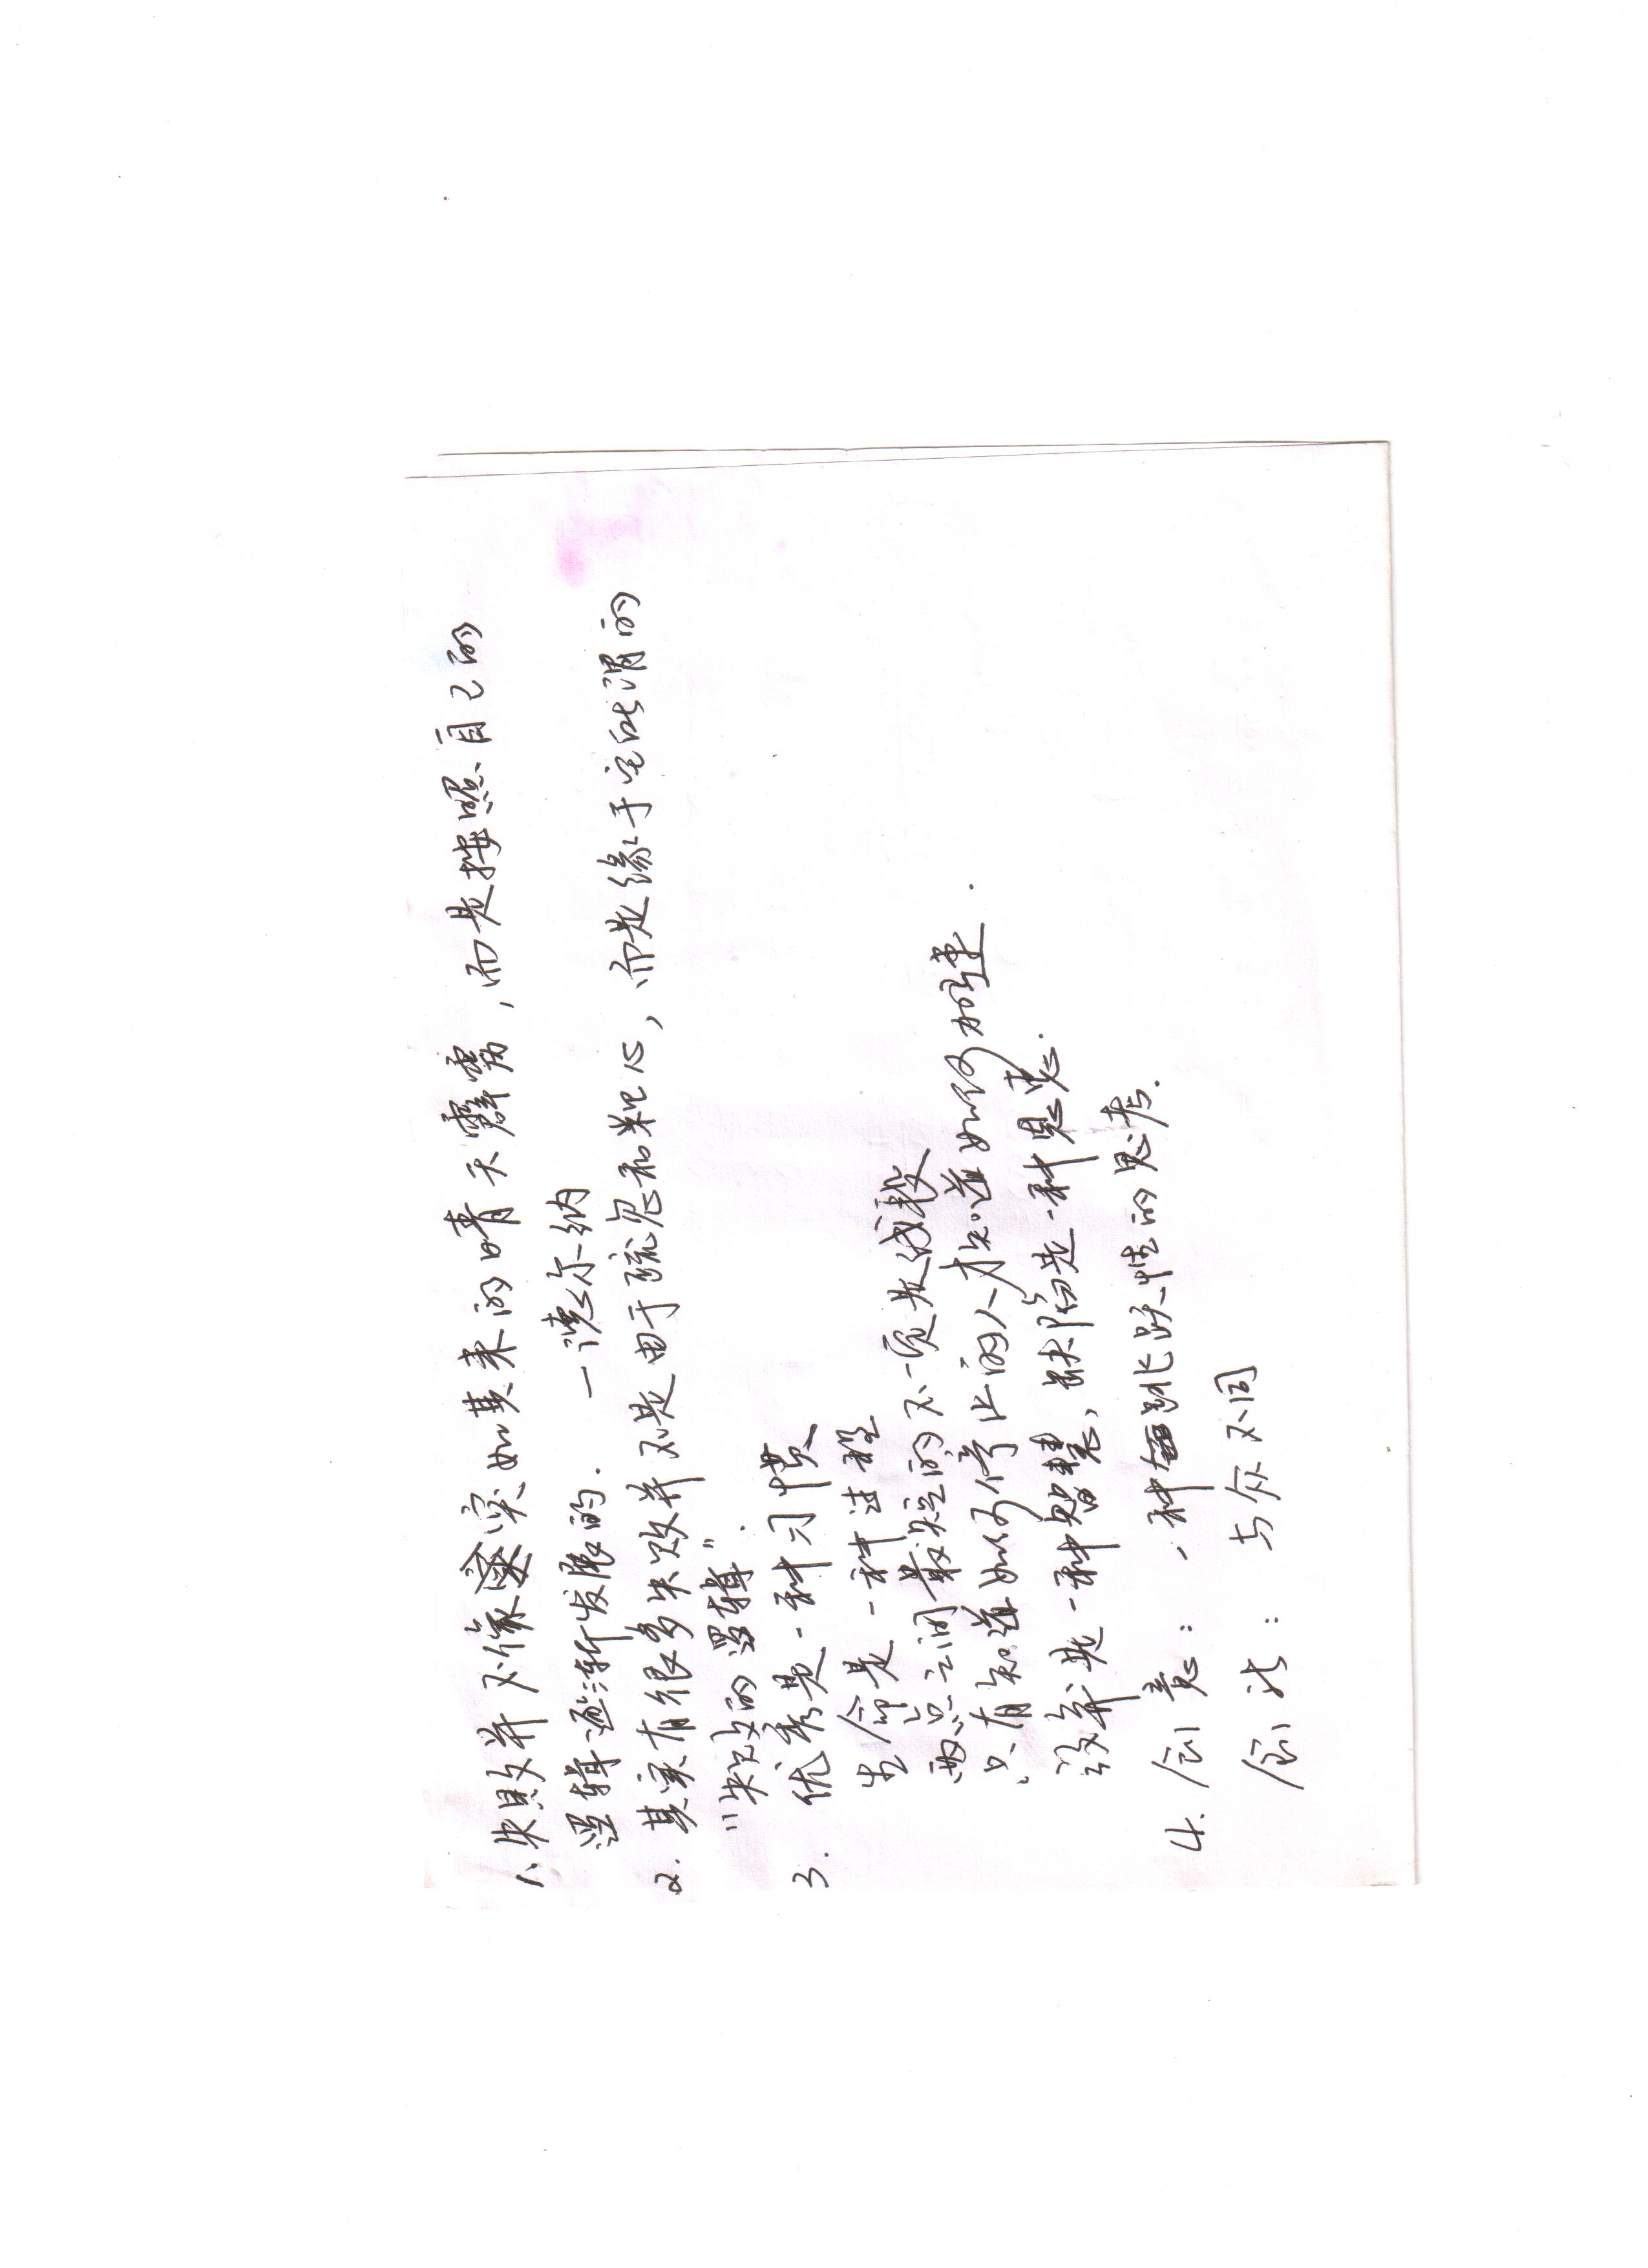 1. 失败并不像突如其来的晴天霹雳，而是按照自己的
逻辑逐渐发展的. —德尔纳
2. 其实有很多失败并不是由于疏忽和粗心，而是缘于它所谓的
"失败的逻辑".
3. 优秀是一种习惯
生命是一种过程
两点之间最短的不一定是线段
只有知道如何停止的人才知道如何加速.
放弃是一种智慧，缺陷是一种恩惠.
4. 创意：一种跳跃性的思考.
创新：与众不同